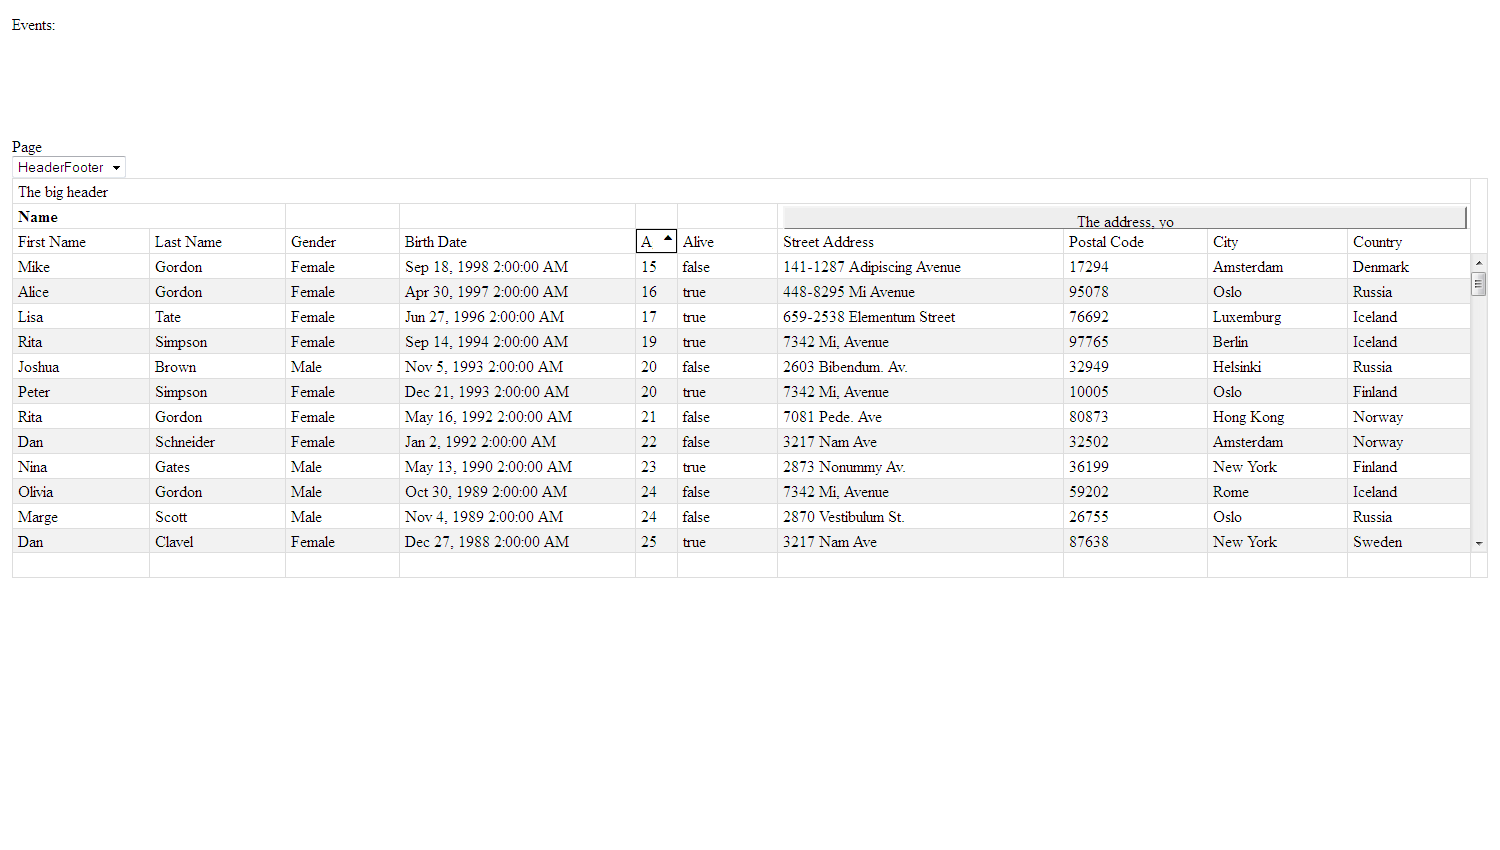 Events:
Page
HeaderFooter
The big header
Name The address, yo
First Name Last Name Gender Birth Date A Alive Street Address Postal Code City Country
Mike Gordon Female Sep 18, 1998 2:00:00 AM 15 false 141-1287 Adipiscing Avenue 17294 Amsterdam Denmark
Alice Gordon Female Apr 30, 1997 2:00:00 AM 16 true 448-8295 Mi Avenue 95078 Oslo Russia
Lisa Tate Female Jun 27, 1996 2:00:00 AM 17 true 659-2538 Elementum Street 76692 Luxemburg Iceland
Rita Simpson Female Sep 14, 1994 2:00:00 AM 19 true 7342 Mi, Avenue 97765 Berlin Iceland
Joshua Brown Male Nov 5, 1993 2:00:00 AM 20 false 2603 Bibendum. Av. 32949 Helsinki Russia
Peter Simpson Female Dec 21, 1993 2:00:00 AM 20 true 7342 Mi, Avenue 10005 Oslo Finland
Rita Gordon Female May 16, 1992 2:00:00 AM 21 false 7081 Pede. Ave 80873 Hong Kong Norway
Dan Schneider Female Jan 2, 1992 2:00:00 AM 22 false 3217 Nam Ave 32502 Amsterdam Norway
Nina Gates Male May 13, 1990 2:00:00 AM 23 true 2873 Nonummy Av. 36199 New York Finland
Olivia Gordon Male Oct 30, 1989 2:00:00 AM 24 false 7342 Mi, Avenue 59202 Rome Iceland
Marge Scott Male Nov 4, 1989 2:00:00 AM 24 false 2870 Vestibulum St. 26755 Oslo Russia
Dan Clavel Female Dec 27, 1988 2:00:00 AM 25 true 3217 Nam Ave 87638 New York Sweden